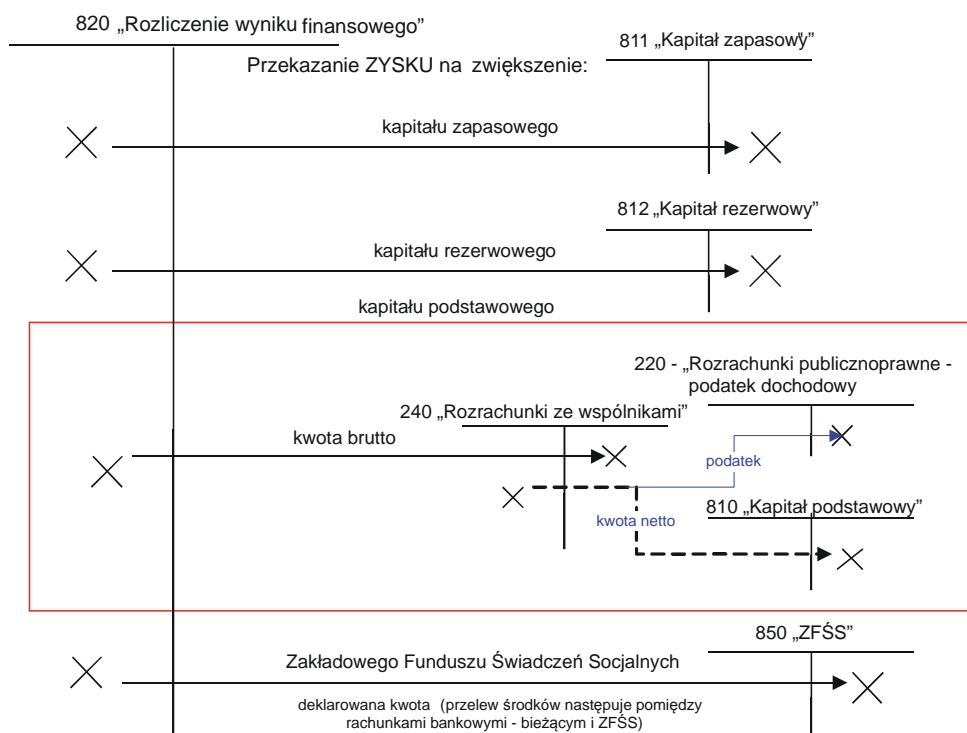 820 „Rozliczenie wyniku finansowego”
811 „Kapitał zapasowy”
Przekazanie ZYSKU na zwiększenie:
kapitału zapasowego
812 „Kapitał rezerwowy”
kapitału rezerwowego
kapitału podstawowego
220 - „Rozrachunki publicznoprawne -
podatek dochodowy
240 „Rozrachunki ze wspólnikami”
kwota brutto
podatek
810 „Kapitał podstawowy”
kwota netto
850 „ZFŚS”
Zakładowego Funduszu Świadczeń Socjalnych
deklarowana kwota (przelew środków następuje pomiędzy
rachunkami bankowymi - bieżącym i ZFŚS)